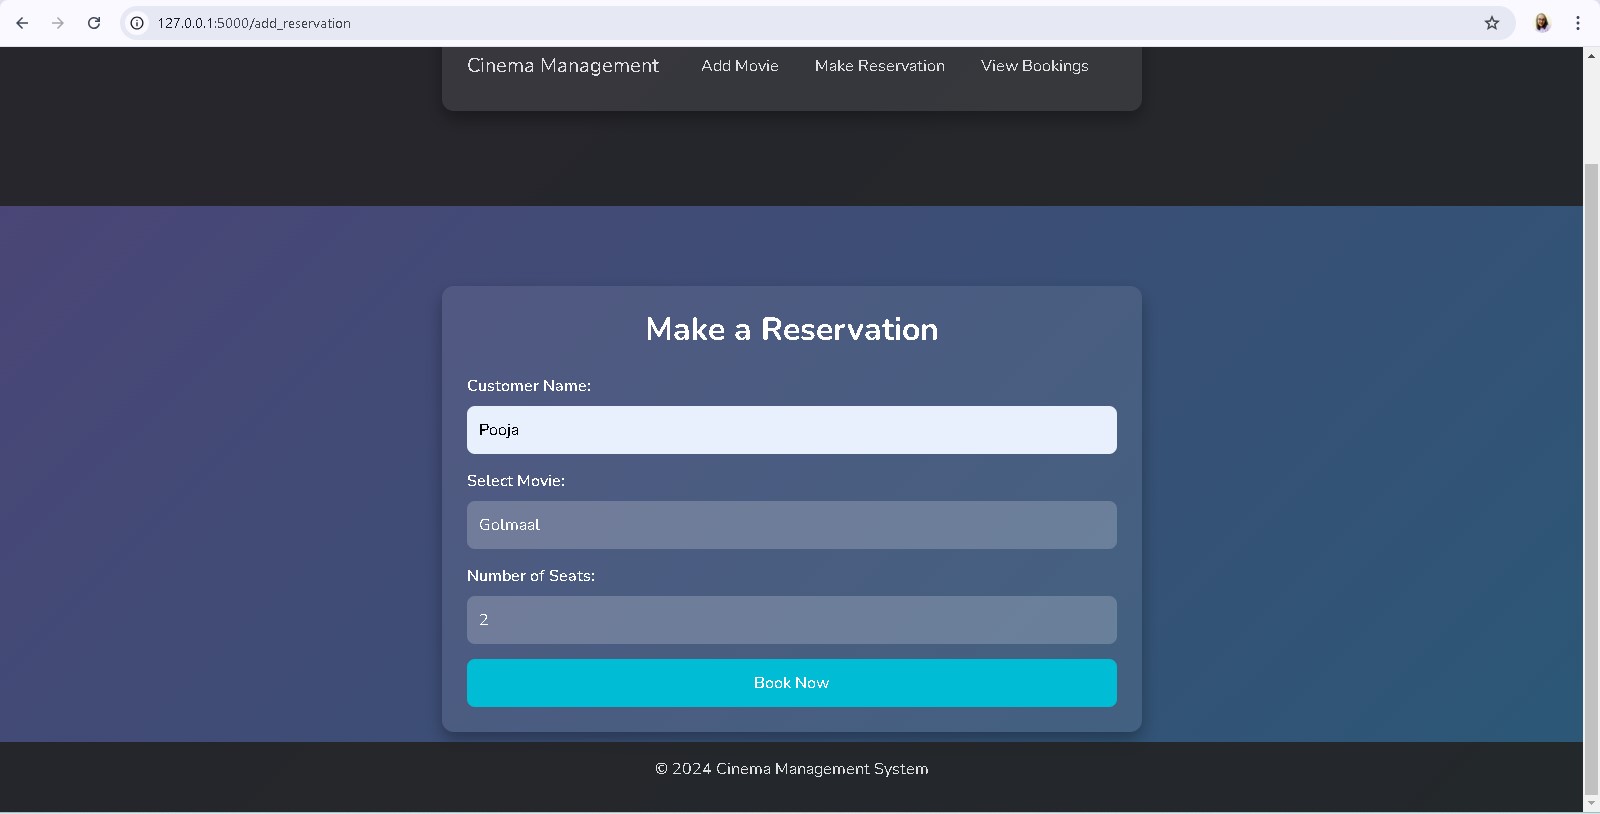 127.0.0.1:5000/add_reservation
Cinema Management Add Movie Make Reservation View Bookings
Make a Reservation
Customer Name:
Pooja
Select Movie:
Golmaal
Number of Seats:
2
Book Now
© 2024 Cinema Management System